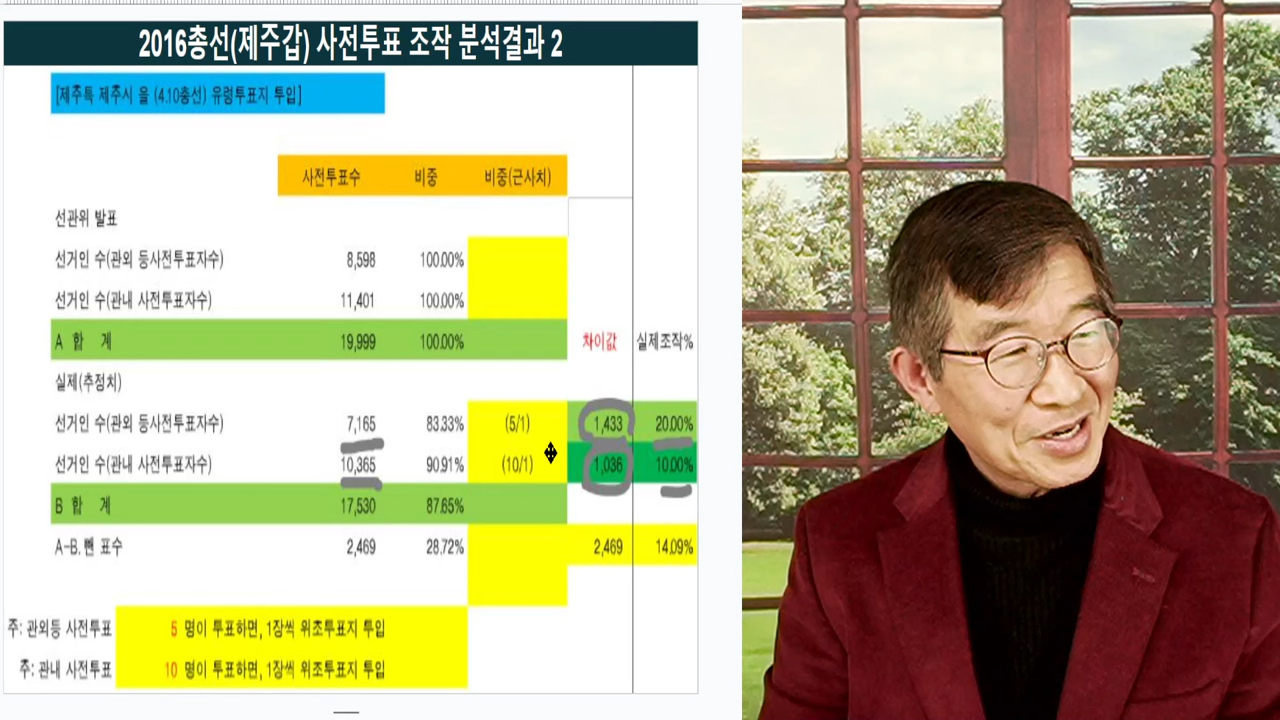 2016총선(제주갑) 사전투표 조작 분석결과 2
[제주특 제주시 을 (4.10총선) 유령투표지 투입]
사전투표수 비중 비중(근사치)
선관위 발표
선거인 수(관외 등사전투표자수) 8,598 100.00%
선거인 수(관내 사전투표자수) 11,401 100.00%
A 합 계 19,999 100.00% 차이값 실제조작%
실제(추정치)
선거인 수(관외 등사전투표자수) 7,165 83.33% (5/1) 1,433 20.00%
선거인 수(관내 사전투표자수) 10,365 90.91% (10/1) 1,036 10.00%
B 합 계 17,530 87.65%
A-B, 뺀 표수 2,469 28.72% 2,469 14.09%
주: 관외등 사전투표 5 명이 투표하면, 1장씩 위조투표지 투입
주: 관내 사전투표 10 명이 투표하면, 1장씩 위조투표지 투입